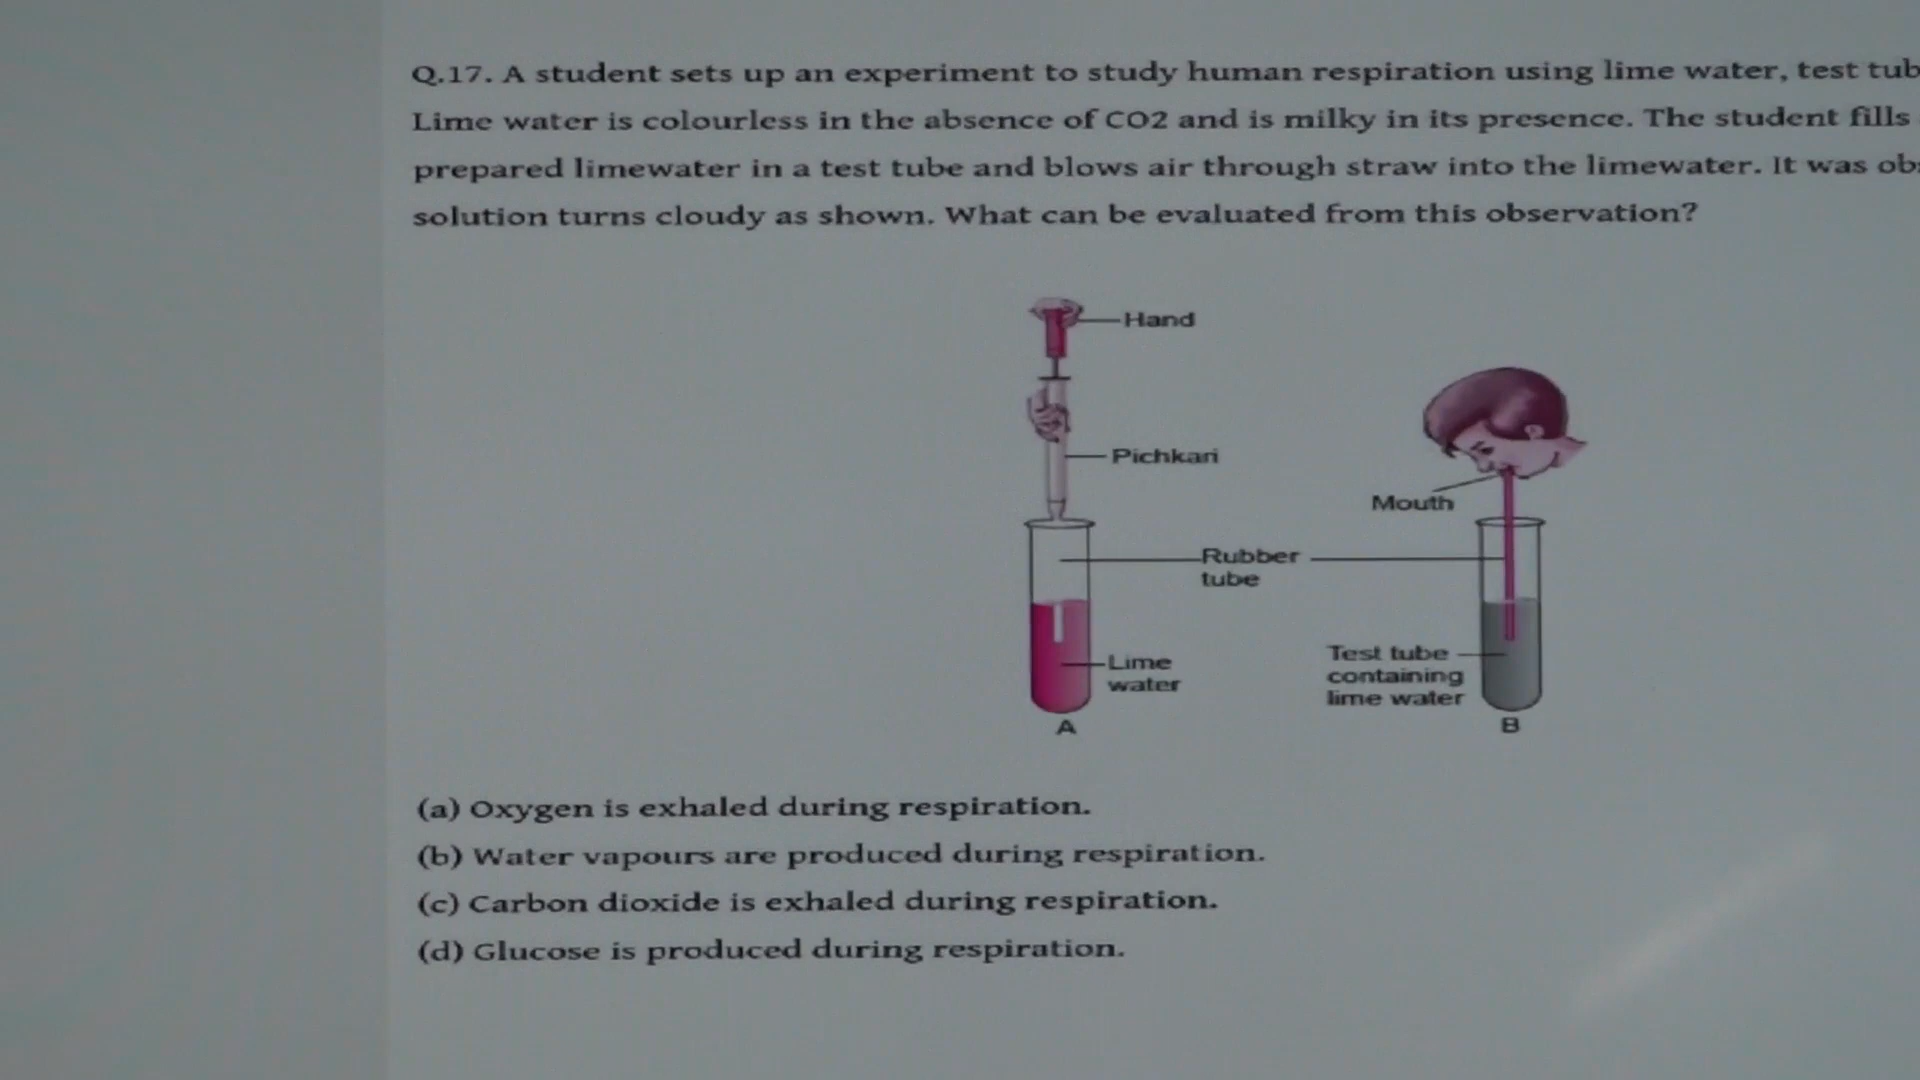 Q.17. A student sets up an experiment to study human respiration using lime water, test
Lime water is colourless in the absence of CO2 and is milky in its presence. The student fills
prepared limewater in a test tube and blows air through straw into the limewater. It was
solution turns cloudy as shown. What can be evaluated from this observation?
Hand
Pichkari
Mouth
Rubber
tube
Lime
water
Test tube
containing
lime water
A
B
(a) Oxygen is exhaled during respiration.
(b) Water vapours are produced during respiration.
(c) Carbon dioxide is exhaled during respiration.
(d) Glucose is produced during respiration.